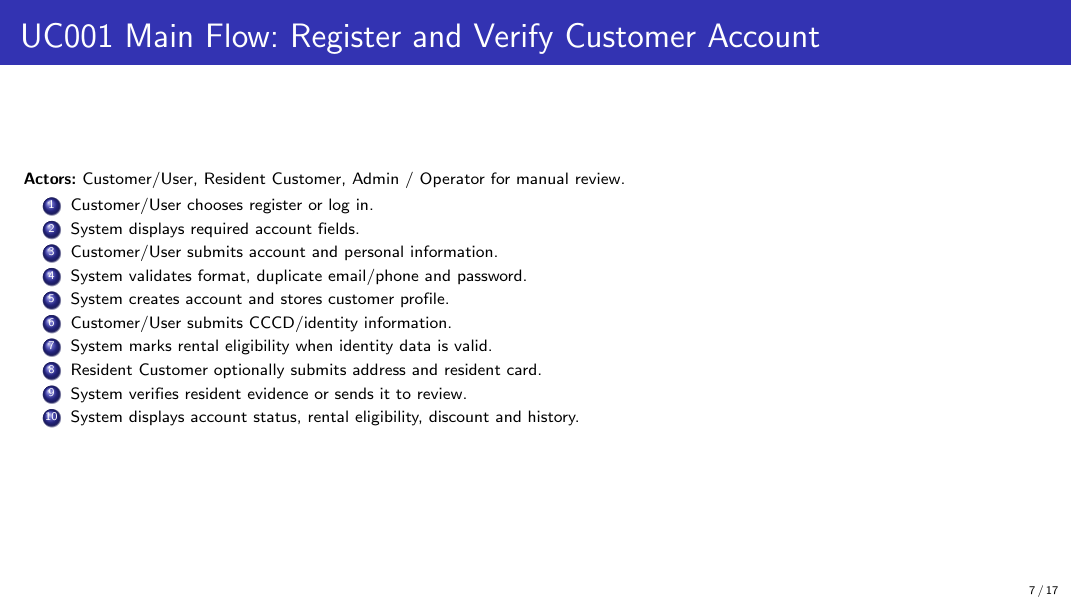 UC001 Main Flow: Register and Verify Customer Account
Actors: Customer/User, Resident Customer, Admin / Operator for manual review.
1 Customer/User chooses register or log in.
2 System displays required account fields.
3 Customer/User submits account and personal information.
4 System validates format, duplicate email/phone and password.
5 System creates account and stores customer profile.
6 Customer/User submits CCCD/identity information.
7 System marks rental eligibility when identity data is valid.
8 Resident Customer optionally submits address and resident card.
9 System verifies resident evidence or sends it to review.
10 System displays account status, rental eligibility, discount and history.
7 / 17